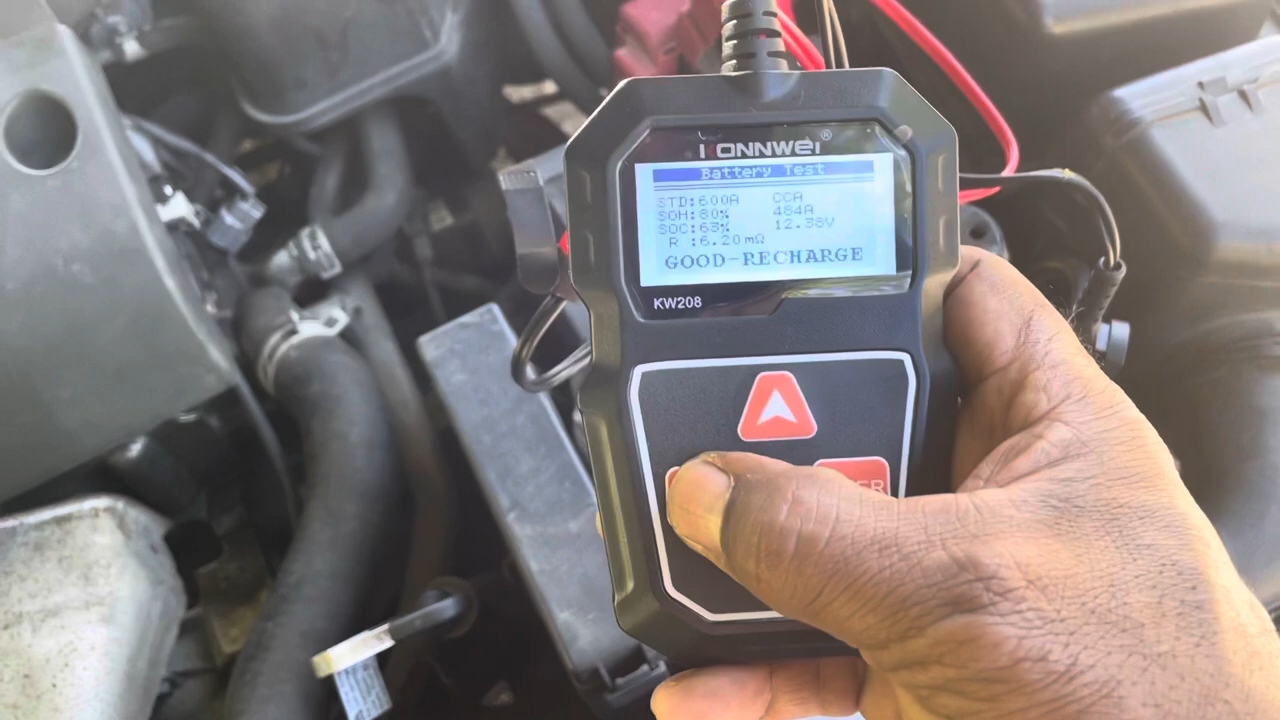 KONNWEI®
Battery Test
STD:600A CCA
SOH:80% 484A
SOC:63% 12.38V
R :6.20mΩ
GOOD-RECHARGE
KW208